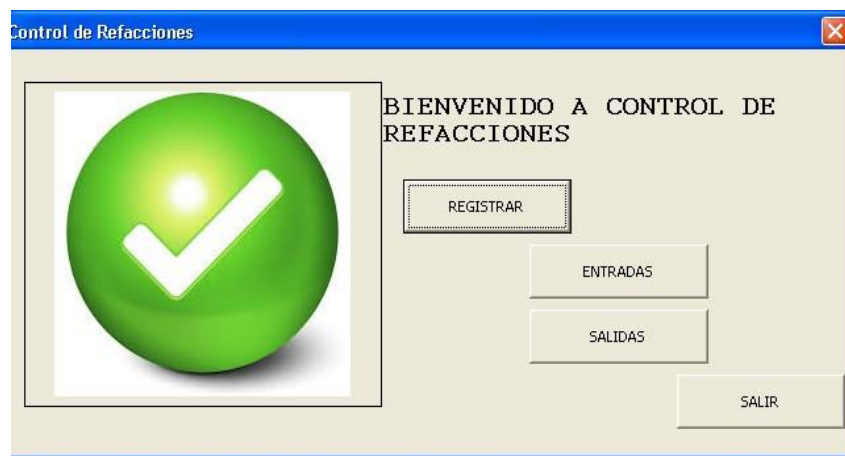 Control de Refacciones
BIENVENIDO A CONTROL DE
REFACCIONES
REGISTRAR
ENTRADAS
SALIDAS
SALIR